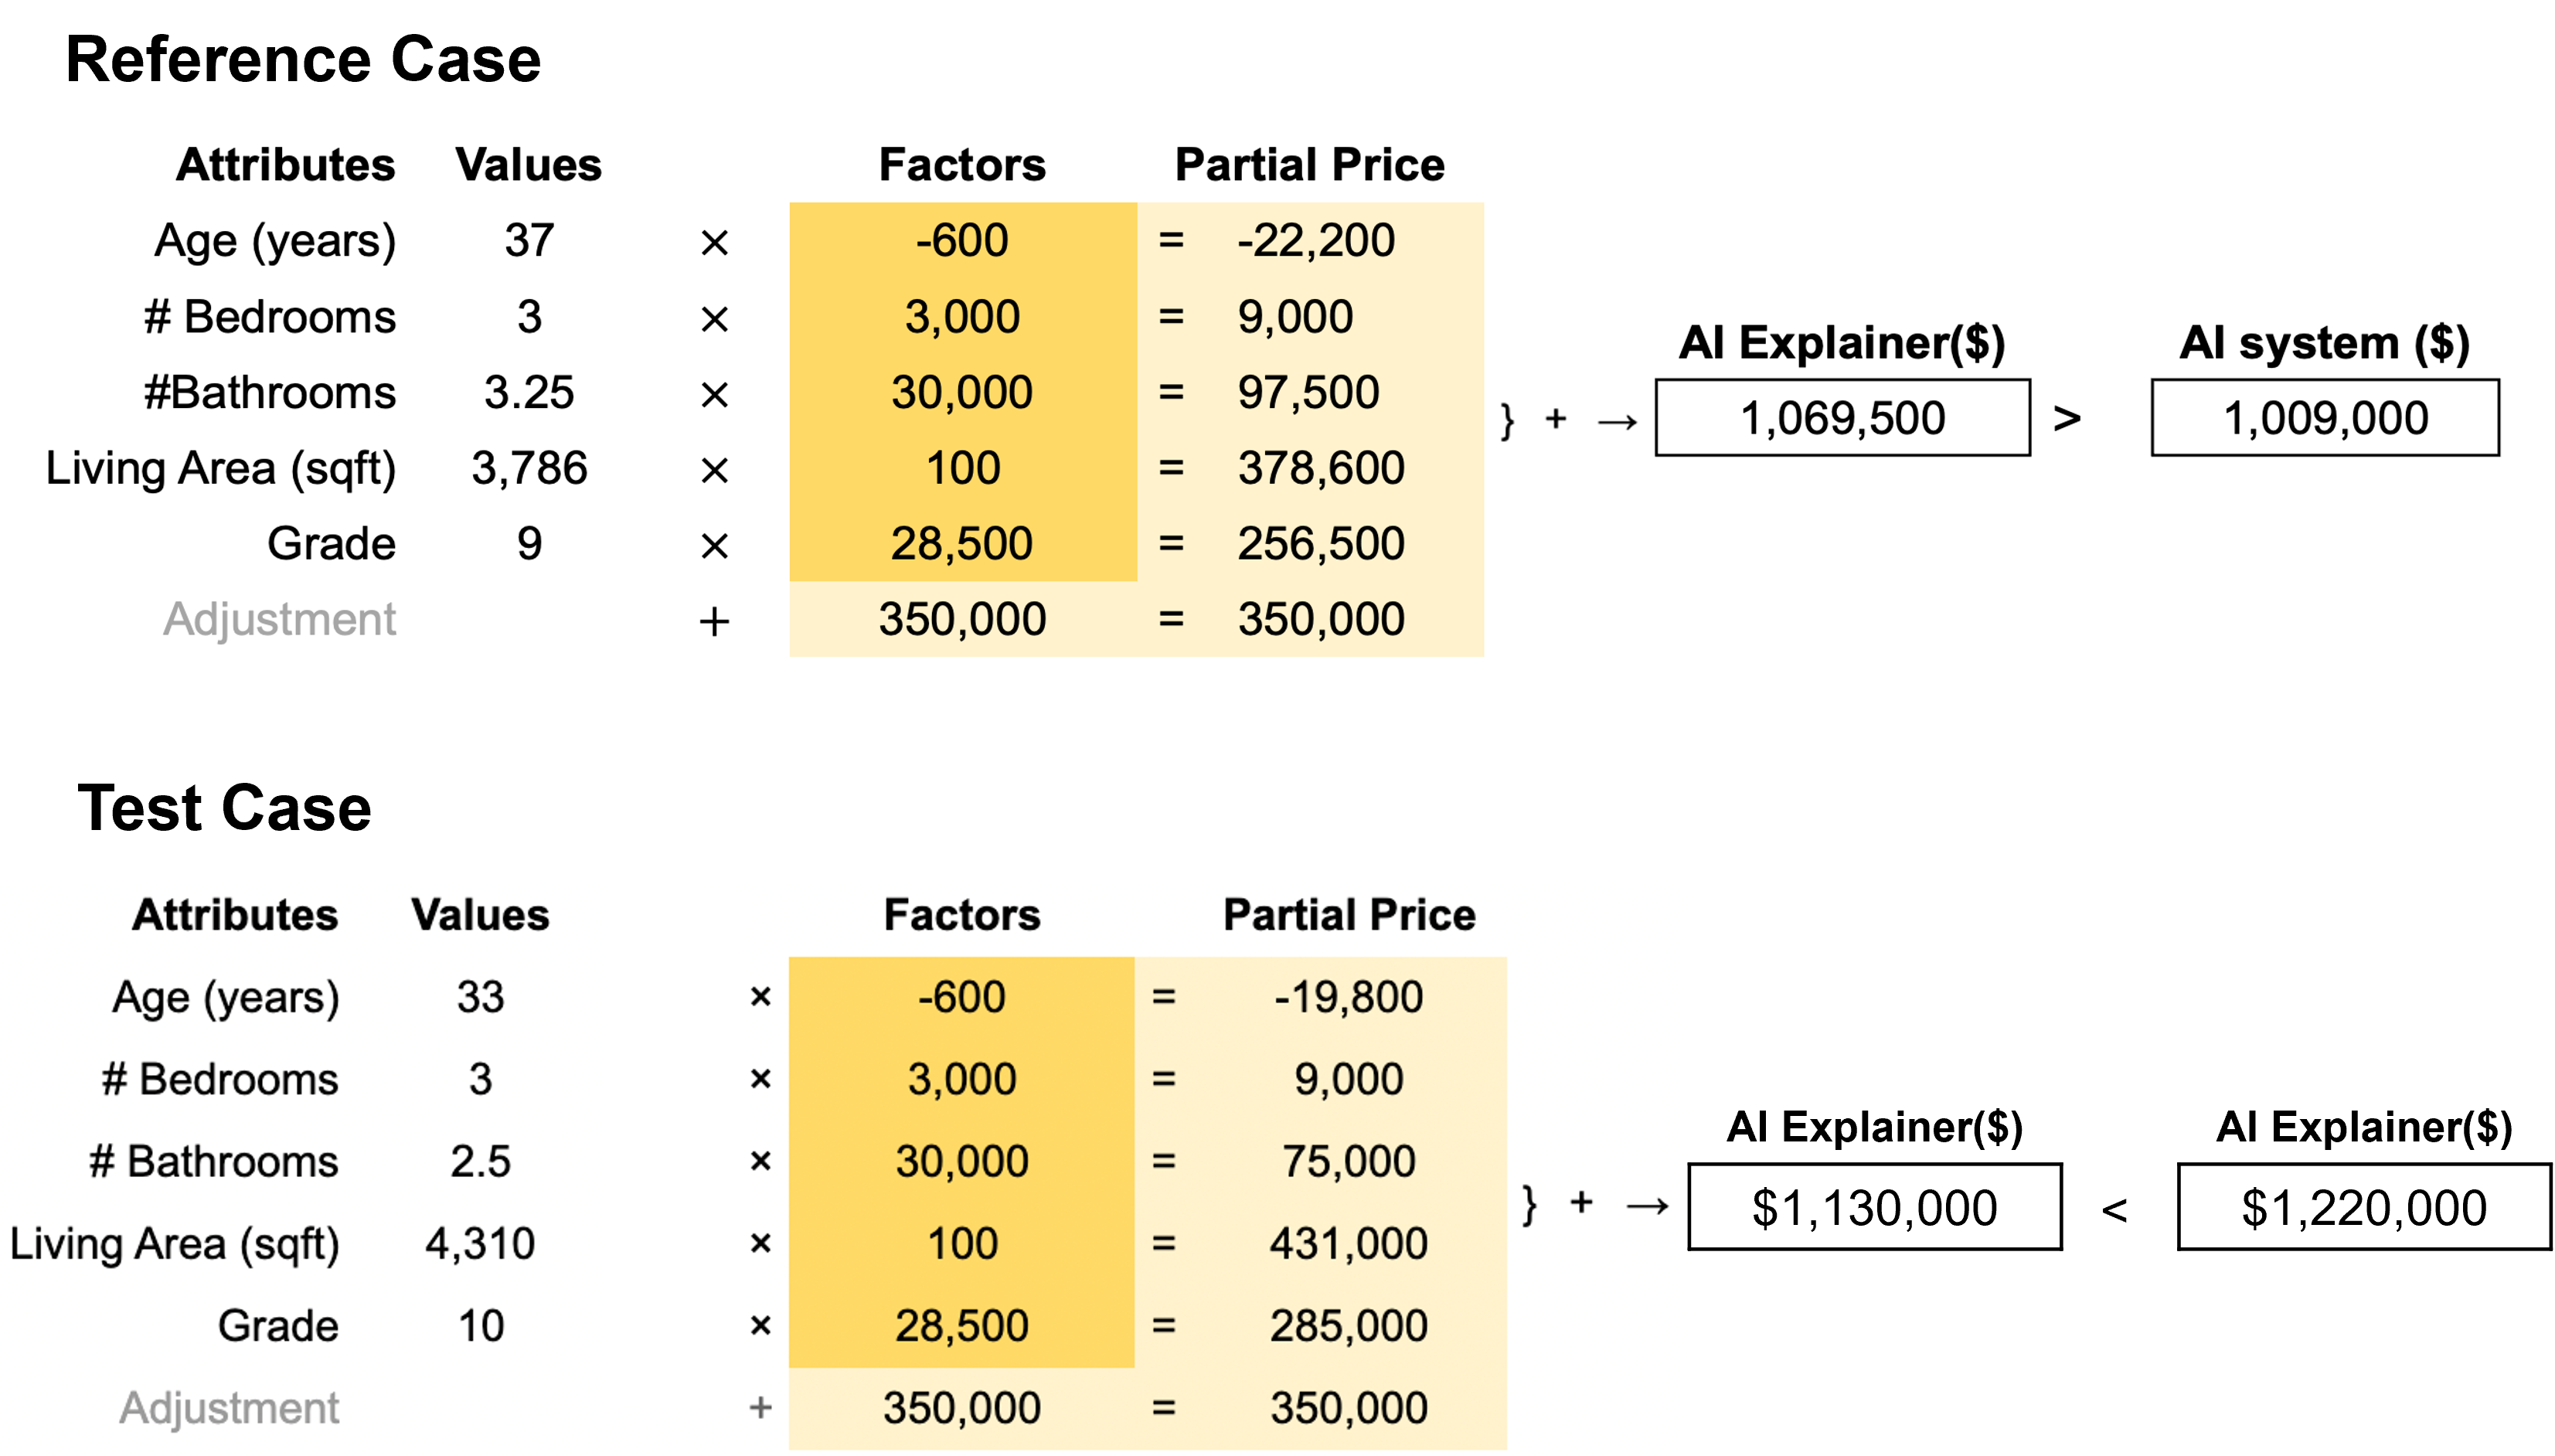 Reference Case
Attributes Values Factors Partial Price
Age (years) 37 × -600 = -22,200
# Bedrooms 3 × 3,000 = 9,000
#Bathrooms 3.25 × 30,000 = 97,500
Living Area (sqft) 3,786 × 100 = 378,600
Grade 9 × 28,500 = 256,500
Adjustment + 350,000 = 350,000
AI Explainer($) AI system ($)
} + → 1,069,500 > 1,009,000
Test Case
Attributes Values Factors Partial Price
Age (years) 33 × -600 = -19,800
# Bedrooms 3 × 3,000 = 9,000
# Bathrooms 2.5 × 30,000 = 75,000
Living Area (sqft) 4,310 × 100 = 431,000
Grade 10 × 28,500 = 285,000
Adjustment + 350,000 = 350,000
AI Explainer($) AI Explainer($)
} + → $1,130,000 < $1,220,000